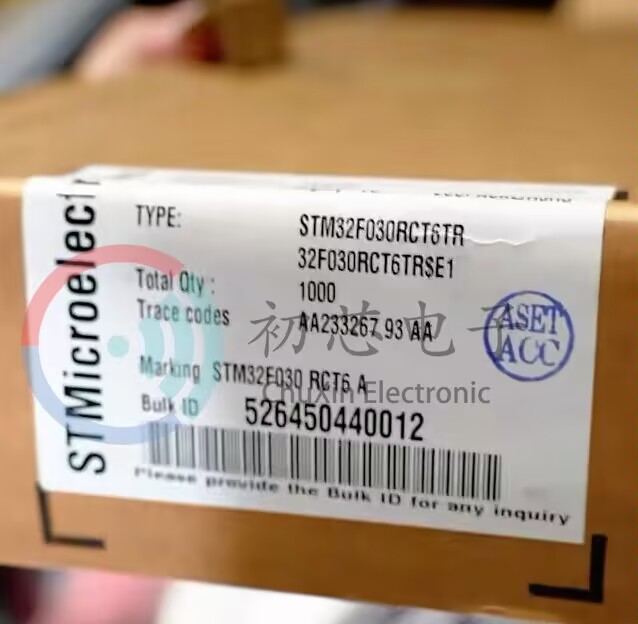 STMicroelectr
TYPE: STM32F030RCT6TR
32F030RCT6TR$E1
Total Qty : 1000
Trace codes AA233267 93 AA
Marking STM32F030 RCT6 A
Bulk ID 526450440012
Please provide the Bulk ID for any inquiry
ASET
ACC
初芯电子
ChuXin Electronic